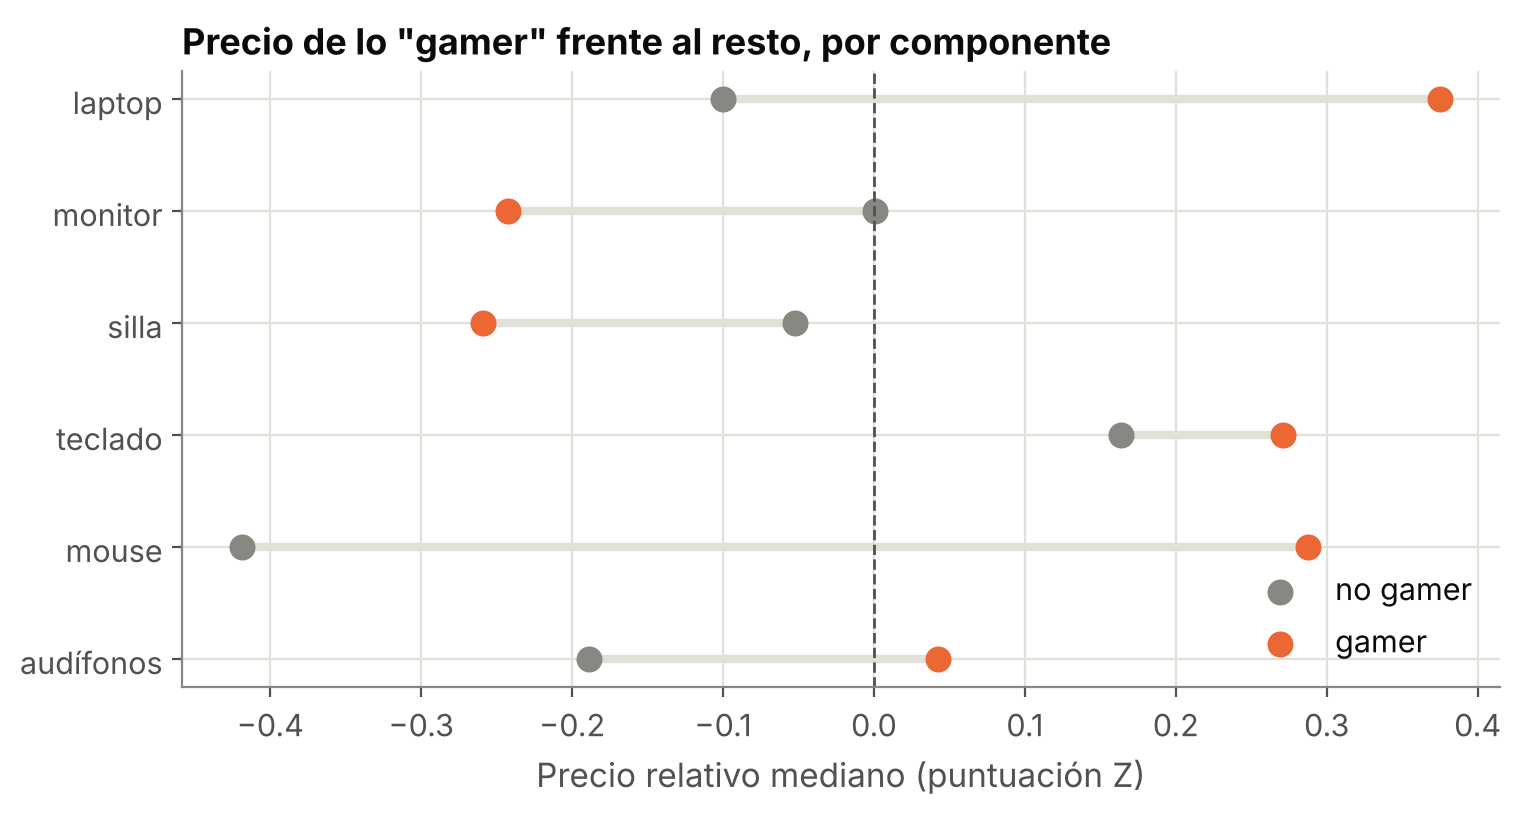 Precio de lo "gamer" frente al resto, por componente
laptop
monitor
silla
teclado
mouse
audífonos
no gamer
gamer
−0.4 −0.3 −0.2 −0.1 0.0 0.1 0.2 0.3 0.4
Precio relativo mediano (puntuación Z)